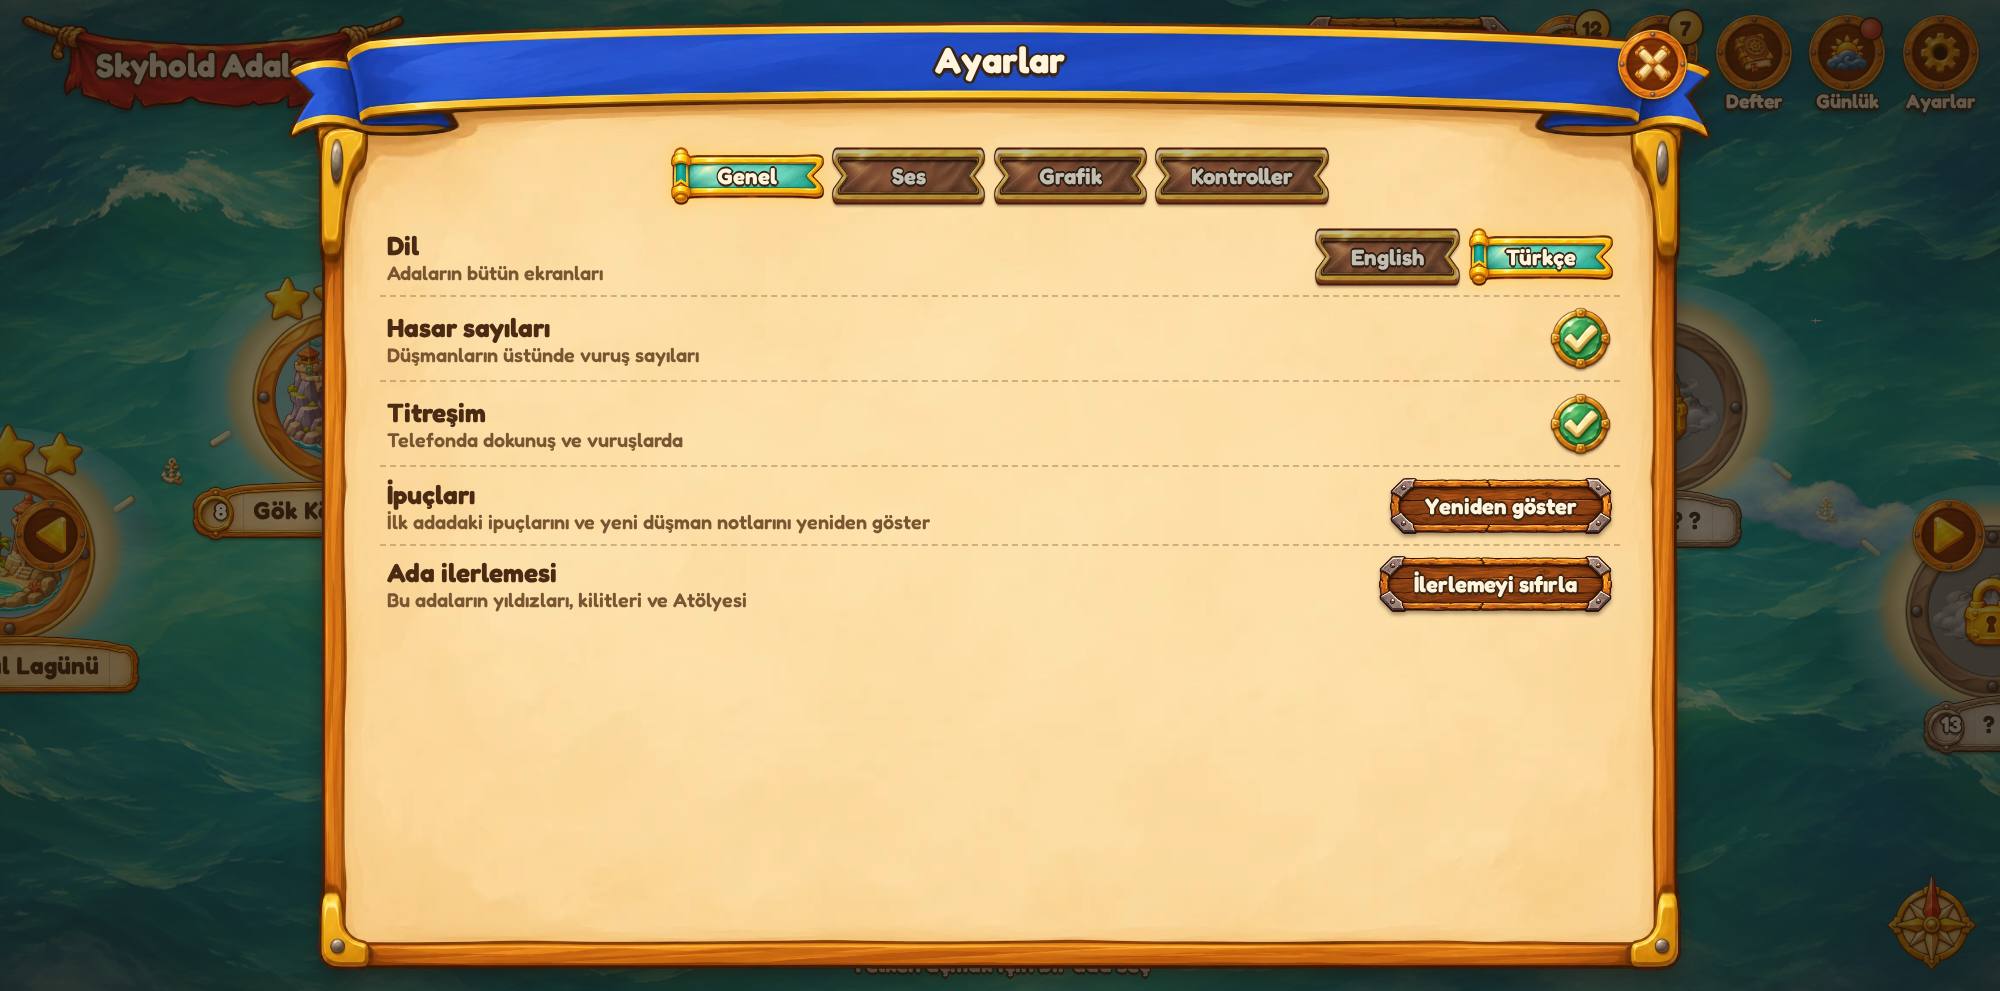 Skyhold
Ayarlar
12
7
Defter
Günlük
Ayarlar
Genel
Ses
Grafik
Kontroller
Dil
Adaların bütün ekranları
English
Türkçe
Hasar sayıları
Düşmanların üstünde vuruş sayıları
Titreşim
Telefonda dokunuş ve vuruşlarda
8
Gök
İpuçları
İlk adadaki ipuçlarını ve yeni düşman notlarını yeniden göster
Yeniden göster
? ?
Ada ilerlemesi
Bu adaların yıldızları, kilitleri ve Atölyesi
İlerlemeyi sıfırla
Lagünü
13
?